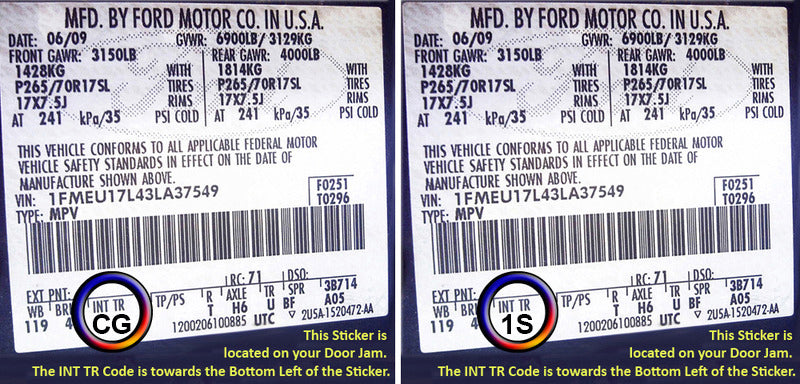 MFD. BY FORD MOTOR CO. IN U.S.A.
DATE: 06/09 GVWR: 6900LB/ 3129KG
FRONT GAWR: 3150LB REAR GAWR: 4000LB
1428KG WITH 1814KG WITH
P265/70R17SL TIRES P265/70R17SL TIRES
17X7.5J RIMS 17X7.5J RIMS
AT 241 kPa/35 PSI COLD AT 241 kPa/35 PSI COLD
THIS VEHICLE CONFORMS TO ALL APPLICABLE FEDERAL MOTOR
VEHICLE SAFETY STANDARDS IN EFFECT ON THE DATE OF
MANUFACTURE SHOWN ABOVE.
VIN: 1FMEU17L43LA37549 F0251
TYPE: MPV T0296
RC: 71 DSO:
EXT PNT: 3B714
WB BR INT TR TP/PS R AXLE TR SPR A05
119 4 CG T H6 U BF 2U5A-1520472-AA
1200206100885 UTC
This Sticker is
located on your Door Jam.
The INT TR Code is towards the Bottom Left of the Sticker.
MFD. BY FORD MOTOR CO. IN U.S.A.
DATE: 06/09 GVWR: 6900LB/ 3129KG
FRONT GAWR: 3150LB REAR GAWR: 4000LB
1428KG WITH 1814KG WITH
P265/70R17SL TIRES P265/70R17SL TIRES
17X7.5J RIMS 17X7.5J RIMS
AT 241 kPa/35 PSI COLD AT 241 kPa/35 PSI COLD
THIS VEHICLE CONFORMS TO ALL APPLICABLE FEDERAL MOTOR
VEHICLE SAFETY STANDARDS IN EFFECT ON THE DATE OF
MANUFACTURE SHOWN ABOVE.
VIN: 1FMEU17L43LA37549 F0251
TYPE: MPV T0296
RC: 71 DSO:
EXT PNT: 3B714
WB BR INT TR TP/PS R AXLE TR SPR A05
119 4 1S T H6 U BF 2U5A-1520472-AA
1200206100885 UTC
This Sticker is
located on your Door Jam.
The INT TR Code is towards the Bottom Left of the Sticker.